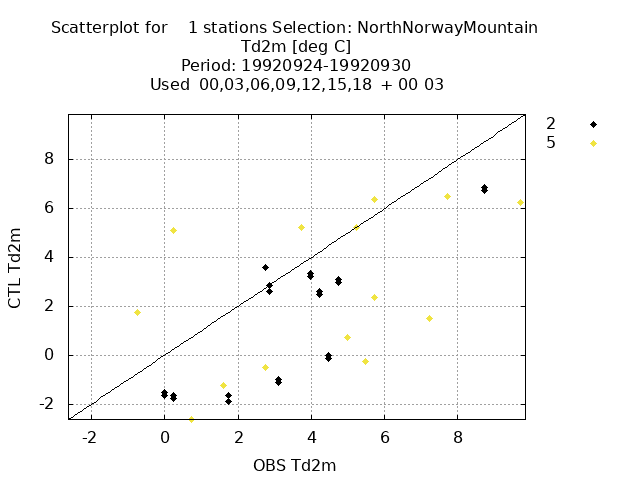 Scatterplot for 1 stations Selection: NorthNorwayMountain
Td2m [deg C]
Period: 19920924-19920930
Used 00,03,06,09,12,15,18 + 00 03
2
5
CTL Td2m
8
6
4
2
0
-2
-2 0 2 4 6 8
OBS Td2m